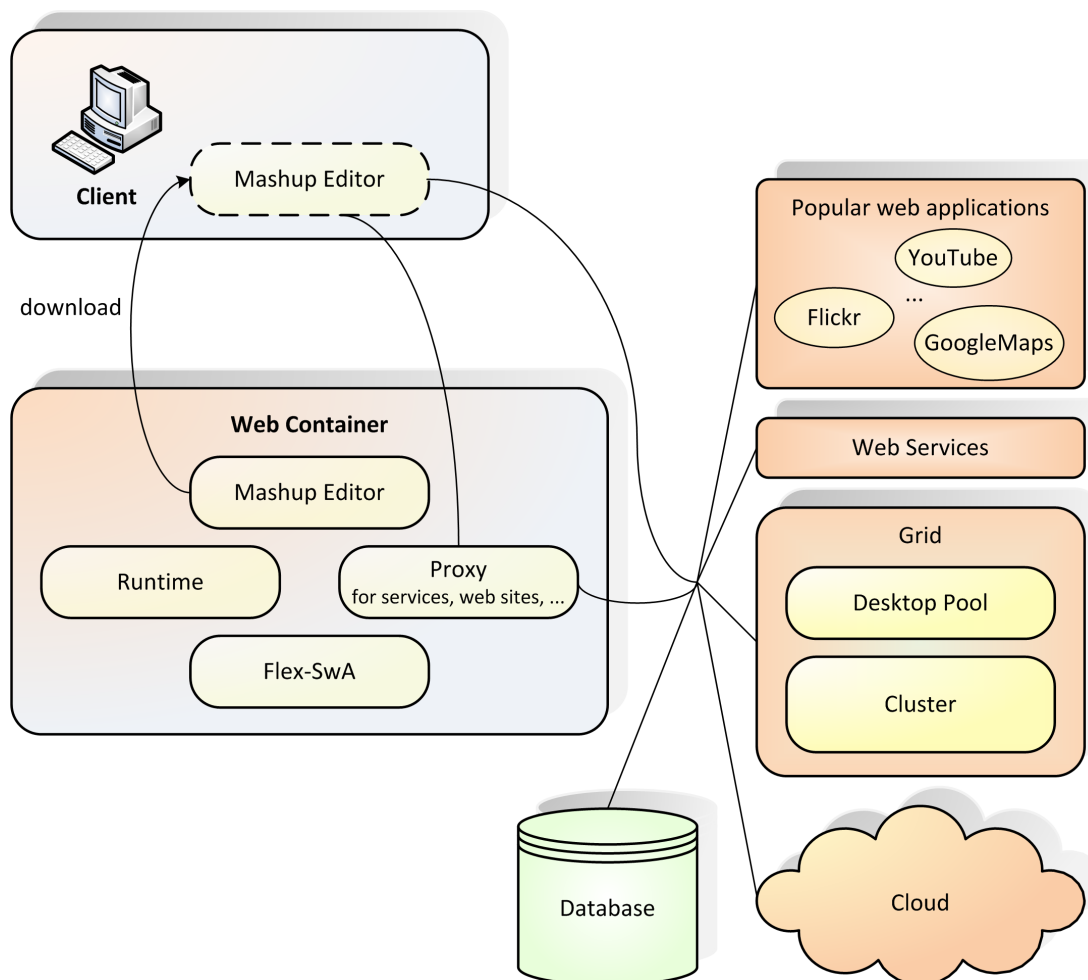 Client
Mashup Editor
download
Web Container
Mashup Editor
Runtime
Proxy
for services, web sites, ...
Flex-SwA
Popular web applications
YouTube
...
Flickr
GoogleMaps
Web Services
Grid
Desktop Pool
Cluster
Database
Cloud